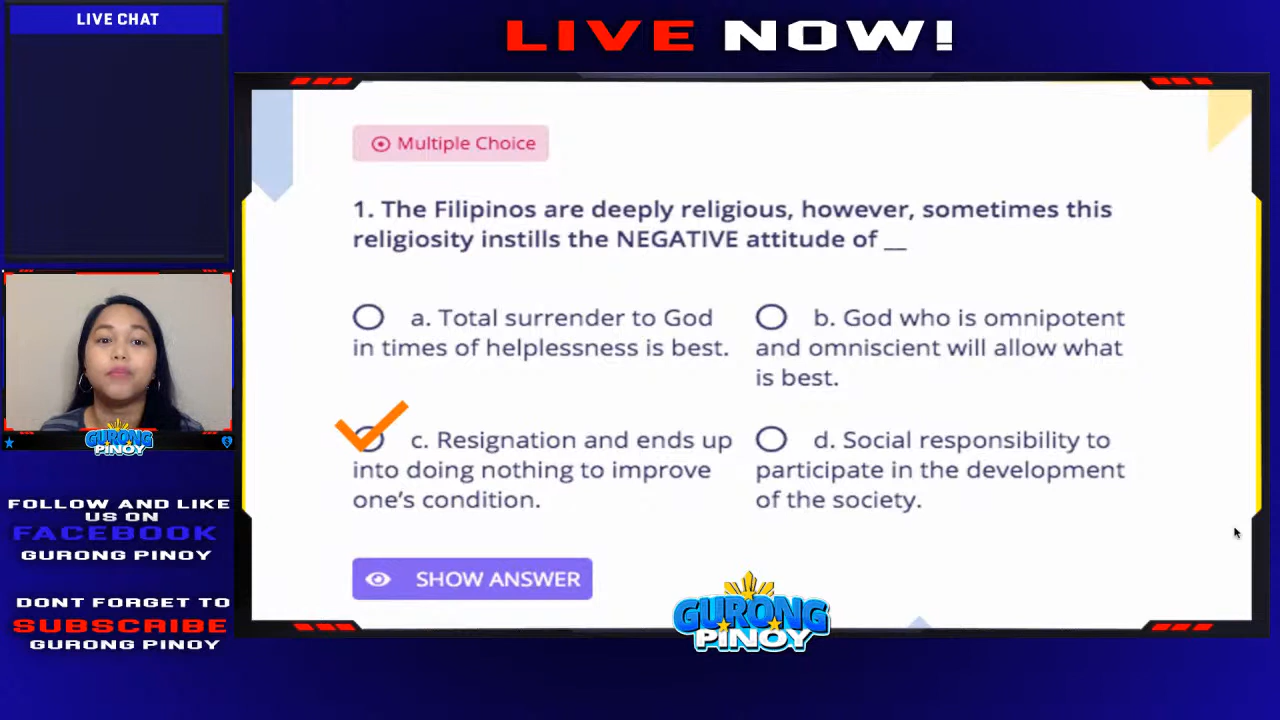 LIVE CHAT
LIVE NOW!
Multiple Choice
1. The Filipinos are deeply religious, however, sometimes this
religiosity instills the NEGATIVE attitude of __
a. Total surrender to God
in times of helplessness is best.
b. God who is omnipotent
and omniscient will allow what
is best.
c. Resignation and ends up
into doing nothing to improve
one's condition.
d. Social responsibility to
participate in the development
of the society.
SHOW ANSWER
GURONG
PINOY
GURONG
PINOY
FOLLOW AND LIKE
US ON
FACEBOOK
GURONG PINOY
DONT FORGET TO
SUBSCRIBE
GURONG PINOY